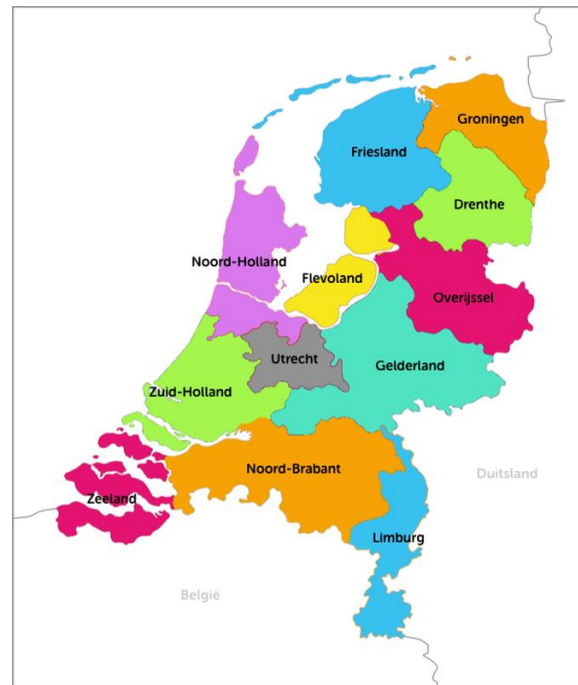 Groningen
Friesland
Drenthe
Noord-Holland
Flevoland
Overijssel
Utrecht
Gelderland
Zuid-Holland
Noord-Brabant
Duitsland
Zeeland
Limburg
België